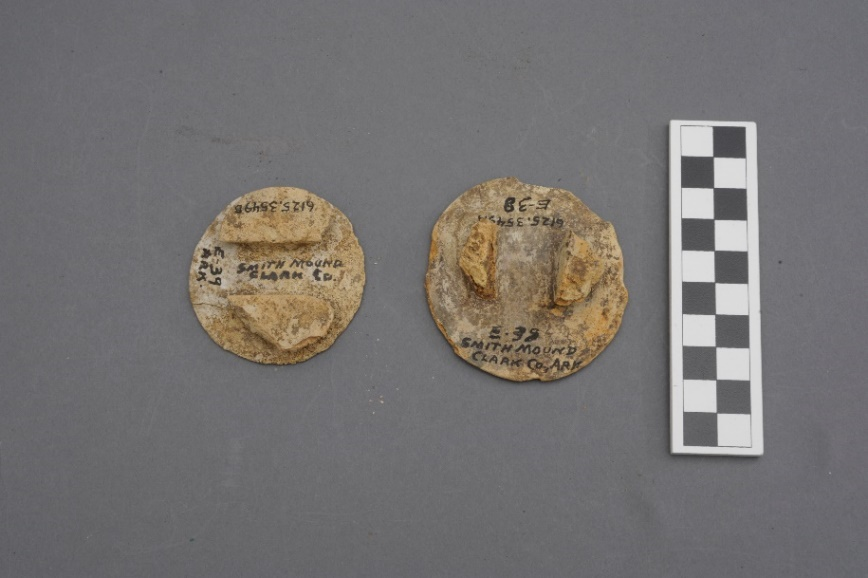 6125.3549B
E-39
ARK
SMITH MOUND
CLARK CO.
E-38
6125.3549A
E-38
SMITH MOUND
CLARK CO, ARK